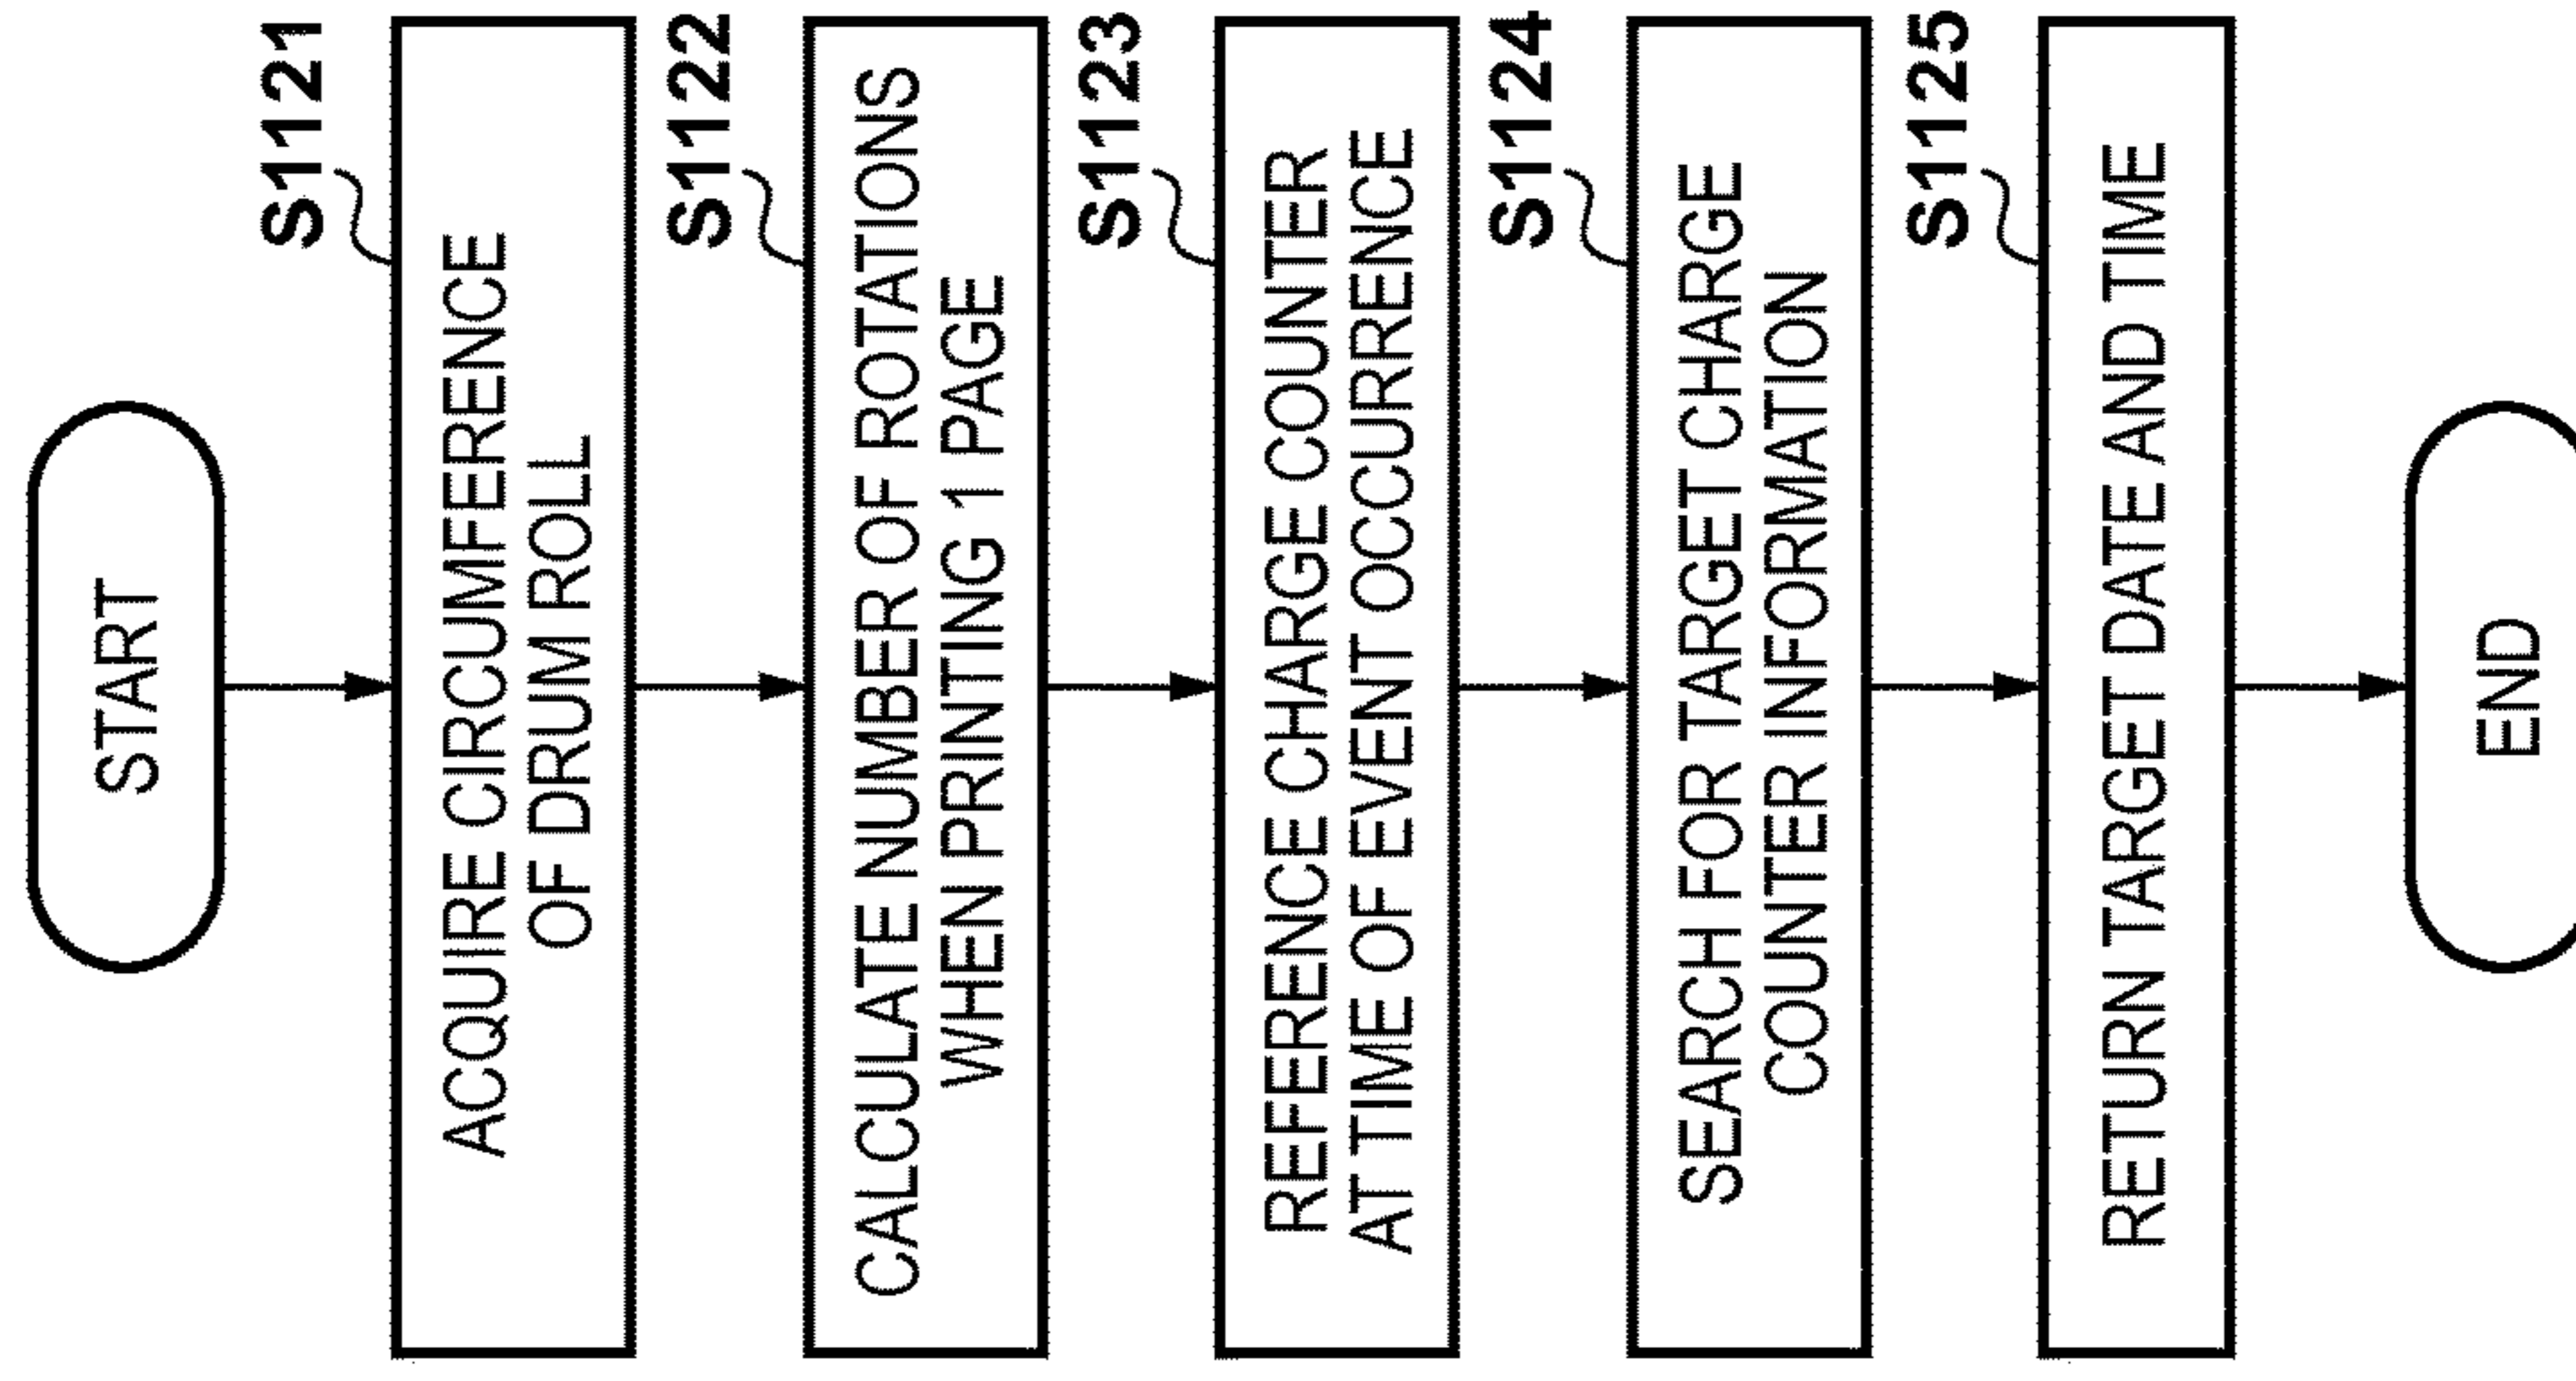 START
S1121
ACQUIRE CIRCUMFERENCE
OF DRUM ROLL
S1122
CALCULATE NUMBER OF ROTATIONS
WHEN PRINTING 1 PAGE
S1123
REFERENCE CHARGE COUNTER
AT TIME OF EVENT OCCURRENCE
S1124
SEARCH FOR TARGET CHARGE
COUNTER INFORMATION
S1125
RETURN TARGET DATE AND TIME
END